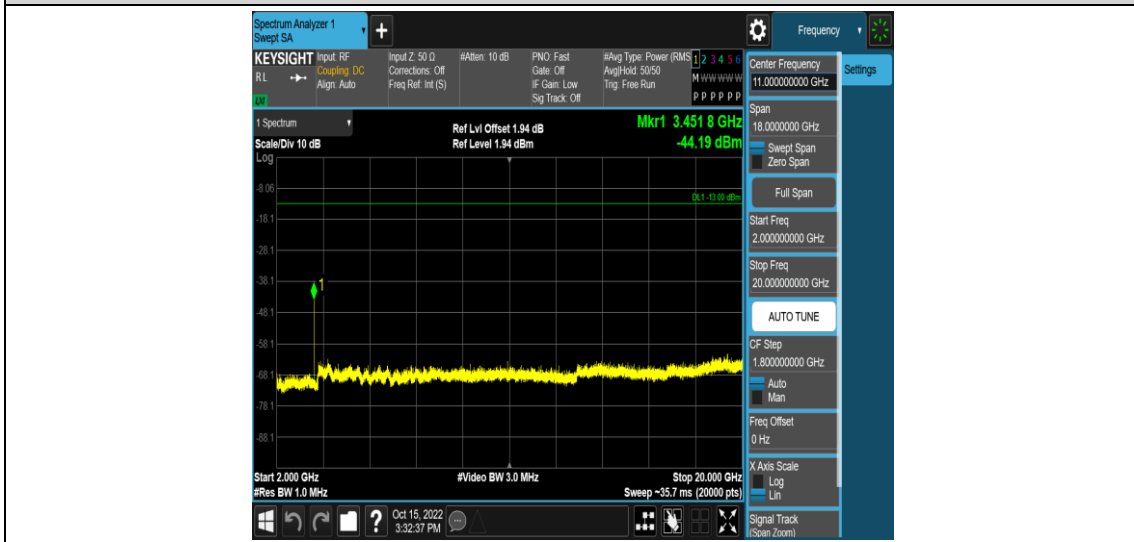 Spectrum Analyzer 1
Swept SA
+
Frequency
KEYSIGHT
RL
LXI
Input: RF
Coupling: DC
Align: Auto
Input Z: 50 Ω
Corrections: Off
Freq Ref: Int (S)
#Atten: 10 dB
PNO: Fast
Gate: Off
IF Gain: Low
Sig Track: Off
#Avg Type: Power (RMS
Avg|Hold: 50/50
Trig: Free Run
1 2 3 4 5 6
M W W W W W
P P P P P P
1 Spectrum
Scale/Div 10 dB
Log
Ref Lvl Offset 1.94 dB
Ref Level 1.94 dBm
Mkr1 3.451 8 GHz
-44.19 dBm
-8.06
DL1 -13.00 dBm
-18.1
-28.1
-38.1
1
-48.1
-58.1
-68.1
-78.1
-88.1
Start 2.000 GHz
#Res BW 1.0 MHz
#Video BW 3.0 MHz
Stop 20.000 GHz
Sweep ~35.7 ms (20000 pts)
?
Oct 15, 2022
3:32:37 PM
Center Frequency
11.000000000 GHz
Settings
Span
18.0000000 GHz
Swept Span
Zero Span
Full Span
Start Freq
2.000000000 GHz
Stop Freq
20.000000000 GHz
AUTO TUNE
CF Step
1.800000000 GHz
Auto
Man
Freq Offset
0 Hz
X Axis Scale
Log
Lin
Signal Track
(Span Zoom)